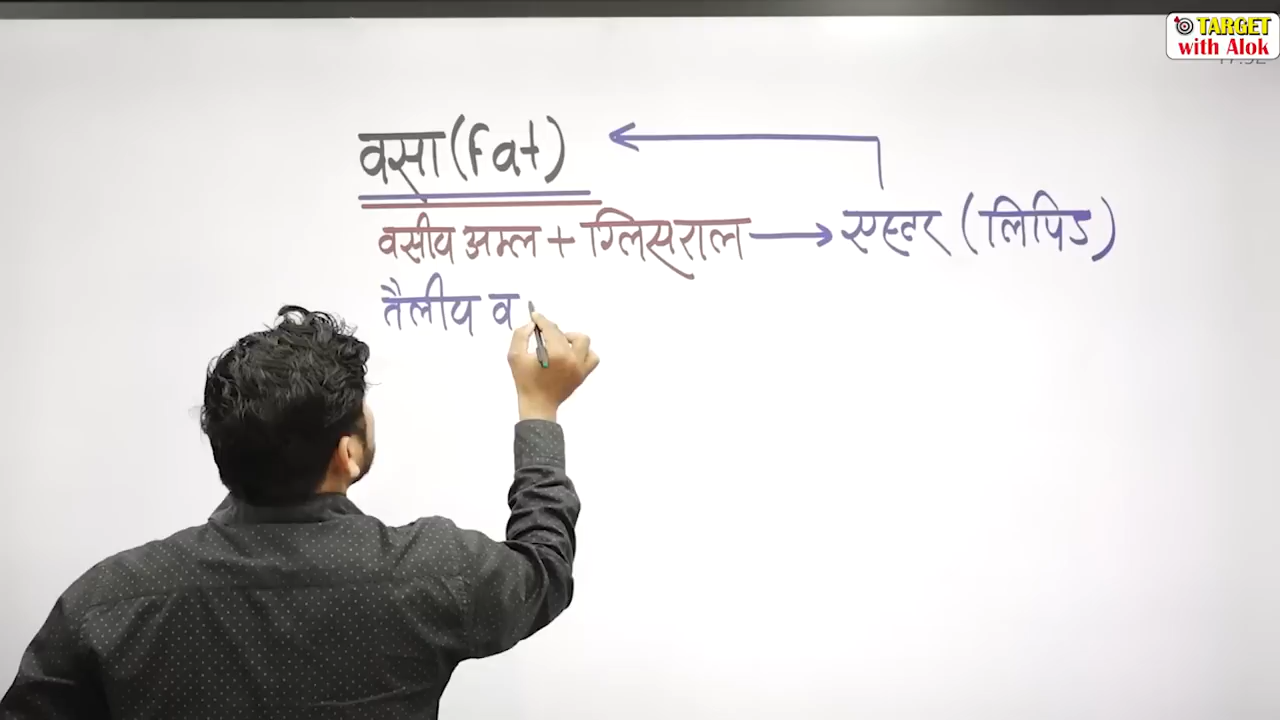 TARGET
with Alok
वसा (Fat)
वसीय अम्ल + ग्लिसराल → एस्टर (लिपिड)
तैलीय व